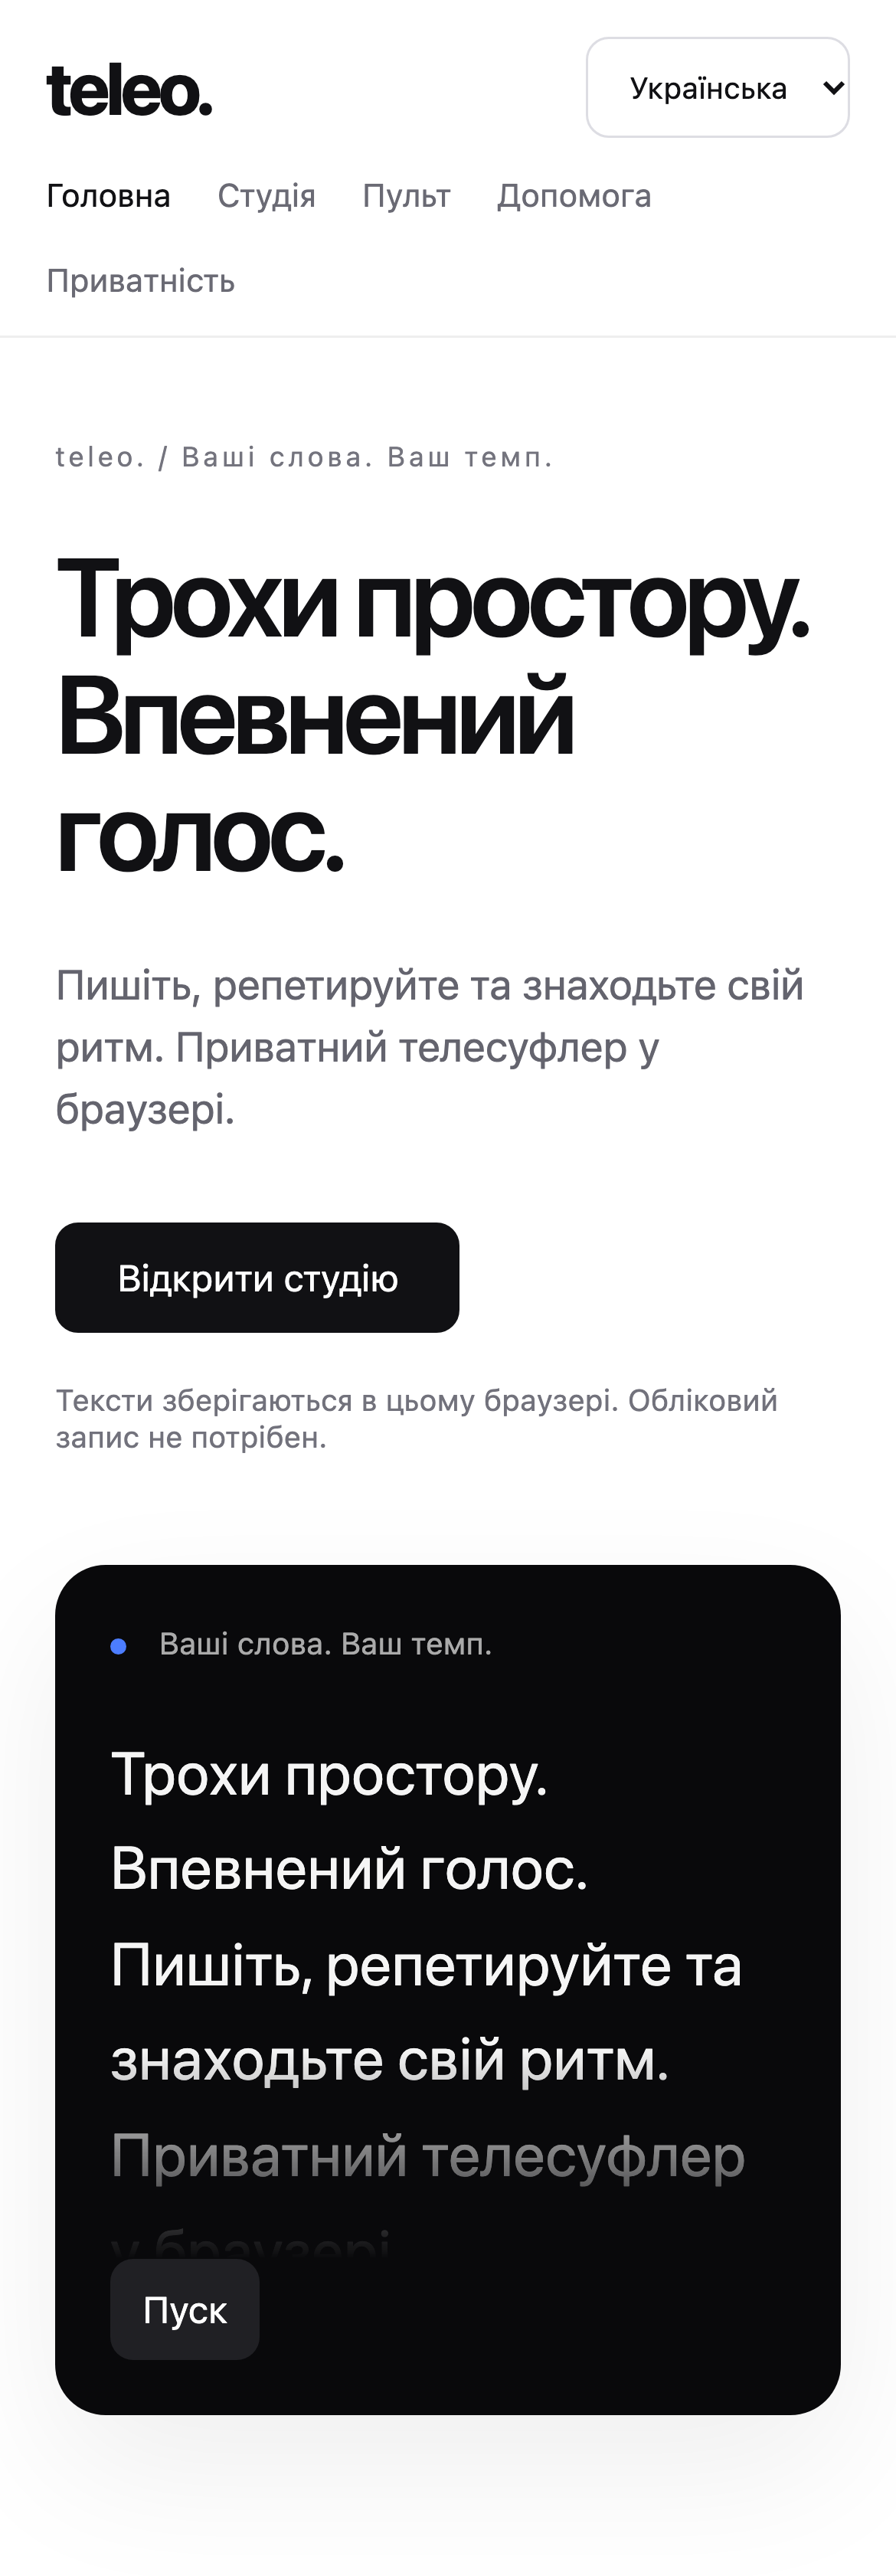 teleo.
Українська
Головна Студія Пульт Допомога
Приватність
teleo. / Ваші слова. Ваш темп.
Трохи простору.
Впевнений
голос.
Пишіть, репетируйте та знаходьте свій
ритм. Приватний телесуфлер у
браузері.
Відкрити студію
Тексти зберігаються в цьому браузері. Обліковий
запис не потрібен.
Ваші слова. Ваш темп.
Трохи простору.
Впевнений голос.
Пишіть, репетируйте та
знаходьте свій ритм.
Приватний телесуфлер
у браузері
Пуск